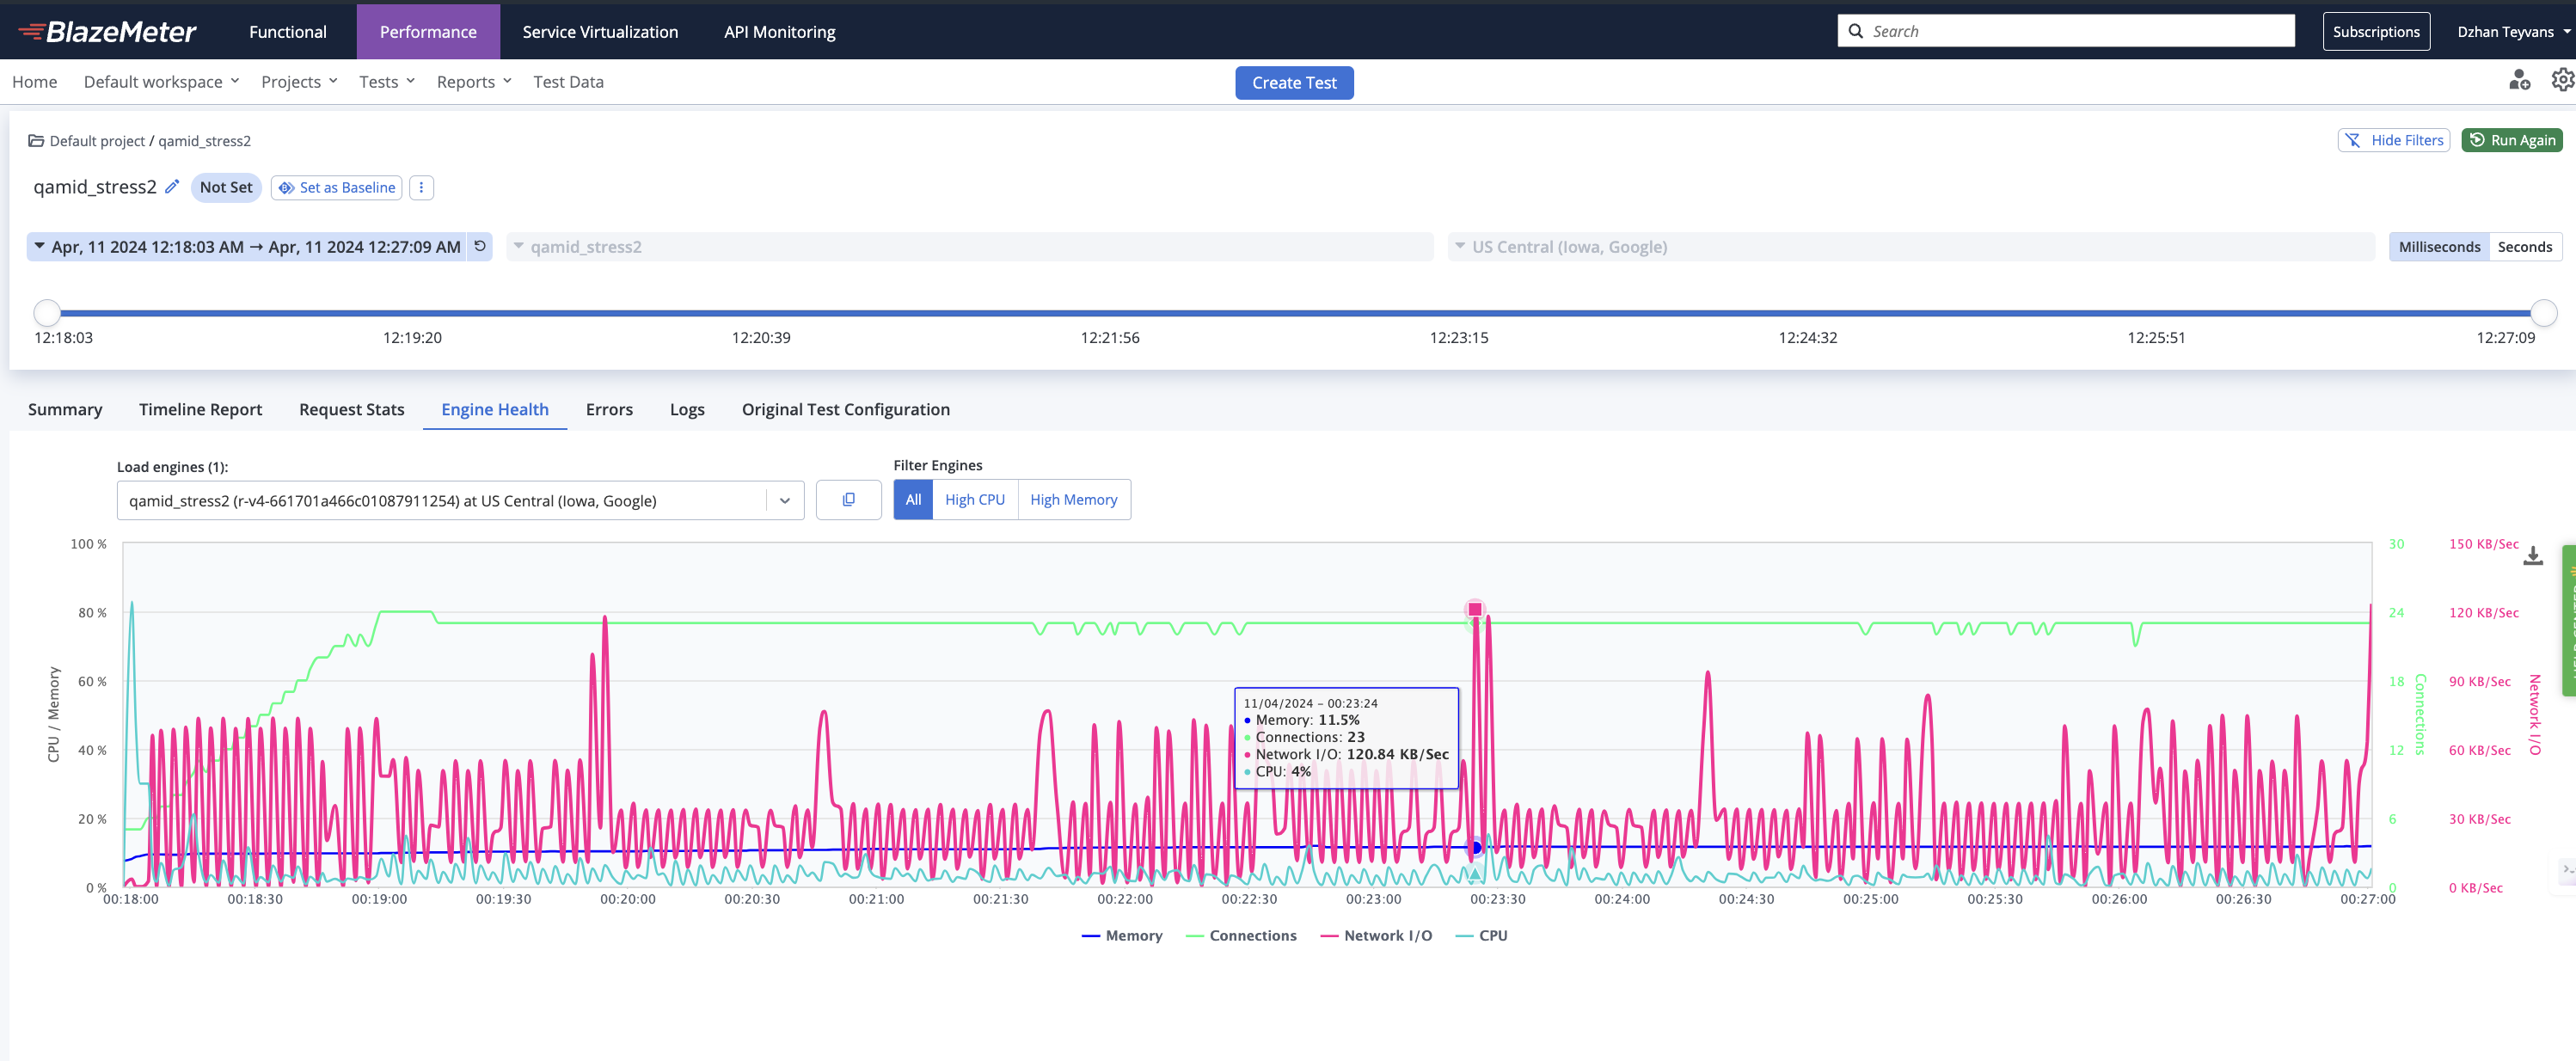 BlazeMeter Functional Performance Service Virtualization API Monitoring Search Subscriptions Dzhan Teyvans
Home Default workspace Projects Tests Reports Test Data Create Test
Default project / qamid_stress2 Hide Filters Run Again
qamid_stress2 Not Set Set as Baseline
Apr, 11 2024 12:18:03 AM → Apr, 11 2024 12:27:09 AM qamid_stress2 US Central (Iowa, Google) Milliseconds Seconds
12:18:03 12:19:20 12:20:39 12:21:56 12:23:15 12:24:32 12:25:51 12:27:09
Summary Timeline Report Request Stats Engine Health Errors Logs Original Test Configuration
Load engines (1): Filter Engines
qamid_stress2 (r-v4-661701a466c01087911254) at US Central (Iowa, Google) All High CPU High Memory
100 % 30 150 KB/Sec
80 % 24 120 KB/Sec
60 % 18 90 KB/Sec
40 % 12 60 KB/Sec
20 % 6 30 KB/Sec
0 % 0 0 KB/Sec
CPU / Memory
Connections
Network I/O
11/04/2024 - 00:23:24
Memory: 11.5%
Connections: 23
Network I/O: 120.84 KB/Sec
CPU: 4%
00:18:00 00:18:30 00:19:00 00:19:30 00:20:00 00:20:30 00:21:00 00:21:30 00:22:00 00:22:30 00:23:00 00:23:30 00:24:00 00:24:30 00:25:00 00:25:30 00:26:00 00:26:30 00:27:00
Memory Connections Network I/O CPU